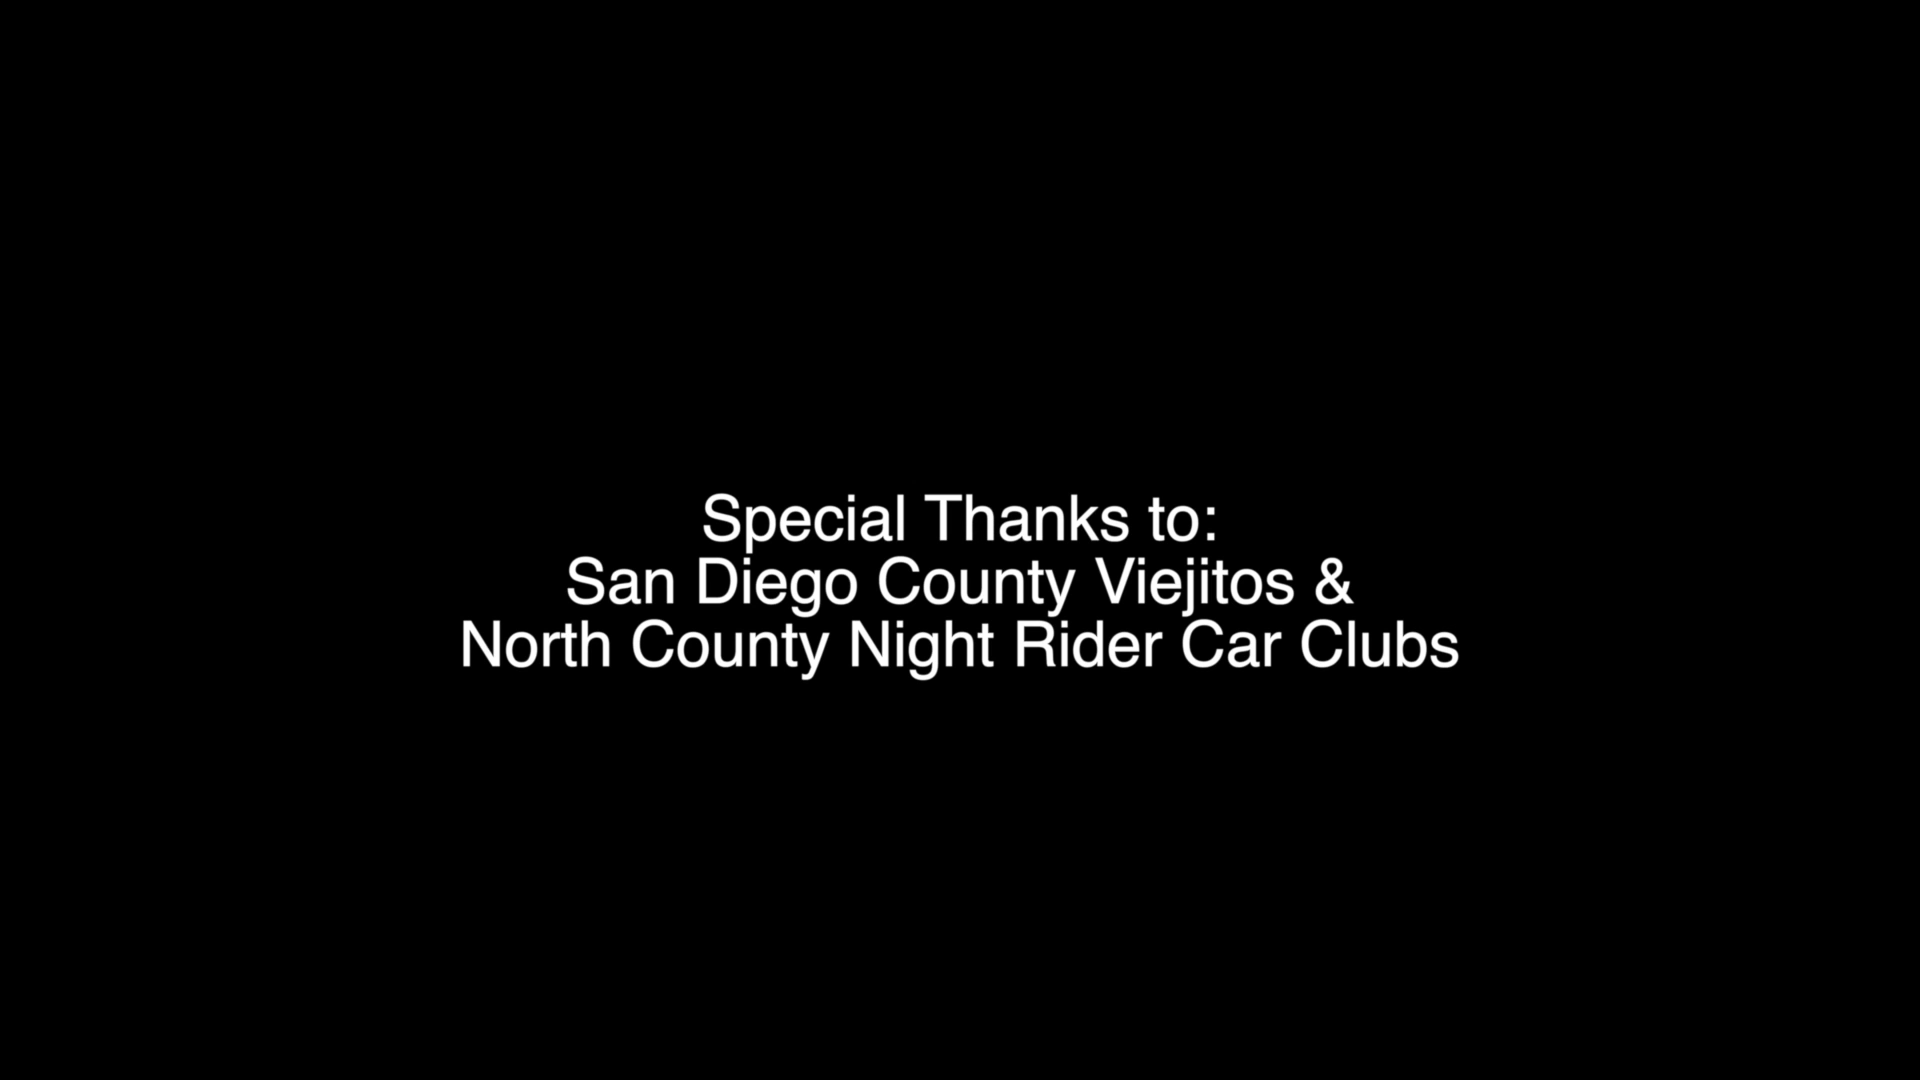 Special Thanks to:
San Diego County Viejitos &
North County Night Rider Car Clubs